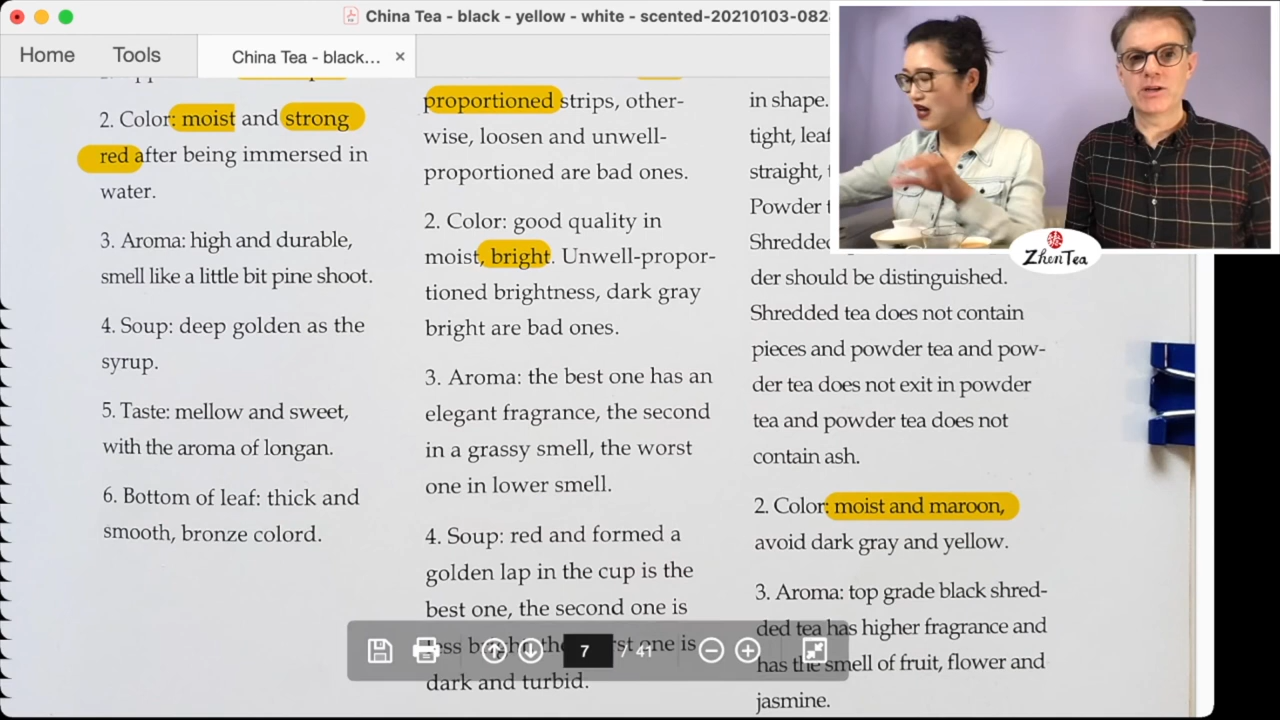 China Tea - black - yellow - white - scented-20210103-082
Home
Tools
China Tea - black...
2. Color: moist and strong
red after being immersed in
water.
3. Aroma: high and durable,
smell like a little bit pine shoot.
4. Soup: deep golden as the
syrup.
5. Taste: mellow and sweet,
with the aroma of longan.
6. Bottom of leaf: thick and
smooth, bronze colord.
proportioned strips, other-
wise, loosen and unwell-
proportioned are bad ones.
2. Color: good quality in
moist, bright. Unwell-propor-
tioned brightness, dark gray
bright are bad ones.
3. Aroma: the best one has an
elegant fragrance, the second
in a grassy smell, the worst
one in lower smell.
4. Soup: red and formed a
golden lap in the cup is the
best one, the second one is
less bright, the worst one is
dark and turbid.
in shape.
tight, leaf
straight,
Powder
Shredded
der should be distinguished.
Shredded tea does not contain
pieces and powder tea and pow-
der tea does not exit in powder
tea and powder tea does not
contain ash.
2. Color: moist and maroon,
avoid dark gray and yellow.
3. Aroma: top grade black shred-
ded tea has higher fragrance and
has the smell of fruit, flower and
jasmine.
7 / 41
ZhenTea